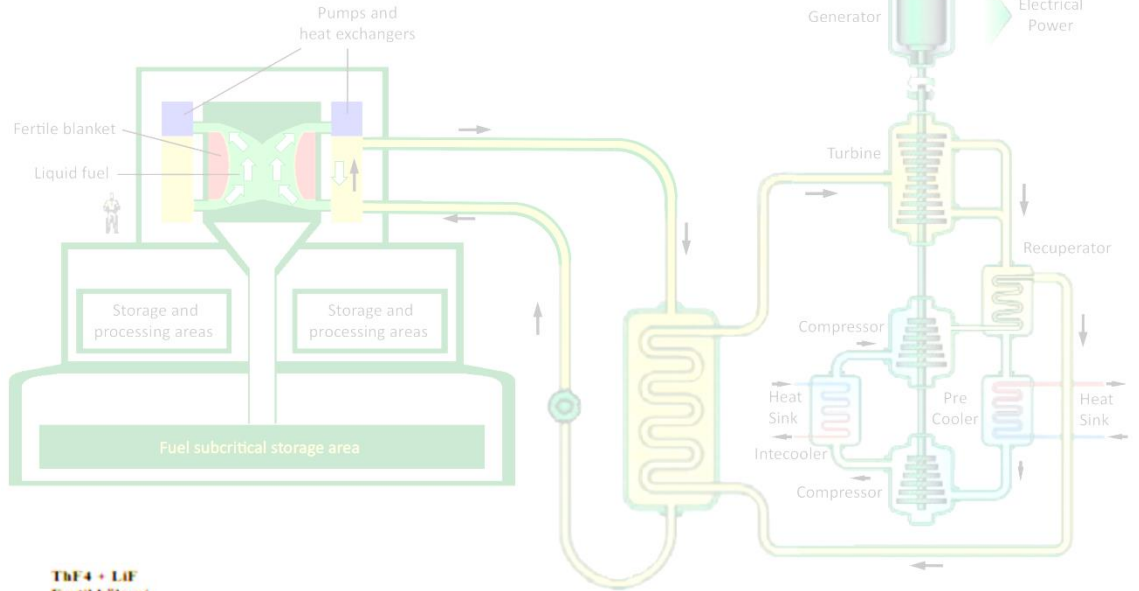 Pumps and
heat exchangers
Generator
Electrical
Power
Fertile blanket
Liquid fuel
Turbine
Recuperator
Storage and
processing areas
Storage and
processing areas
Compressor
Heat
Sink
Pre
Cooler
Heat
Sink
Intecooler
Compressor
Fuel subcritical storage area
ThF4 + LiF